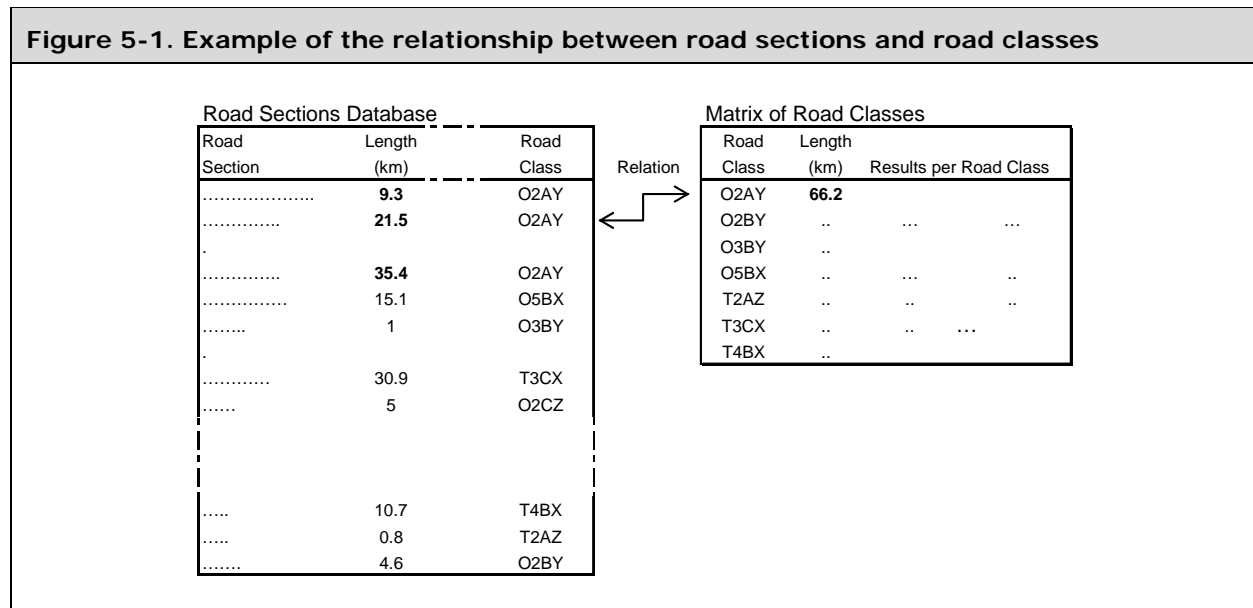 Figure 5-1. Example of the relationship between road sections and road classes
Road Sections Database
Road Length Road
Section (km) Class
……………….. 9.3 O2AY
………….. 21.5 O2AY
.
………….. 35.4 O2AY
…………… 15.1 O5BX
…….. 1 O3BY
.
………… 30.9 T3CX
…… 5 O2CZ
….. 10.7 T4BX
….. 0.8 T2AZ
……. 4.6 O2BY
Relation
Matrix of Road Classes
Road Length
Class (km) Results per Road Class
O2AY 66.2
O2BY .. … …
O3BY ..
O5BX .. … ..
T2AZ .. .. ..
T3CX .. .. …
T4BX ..